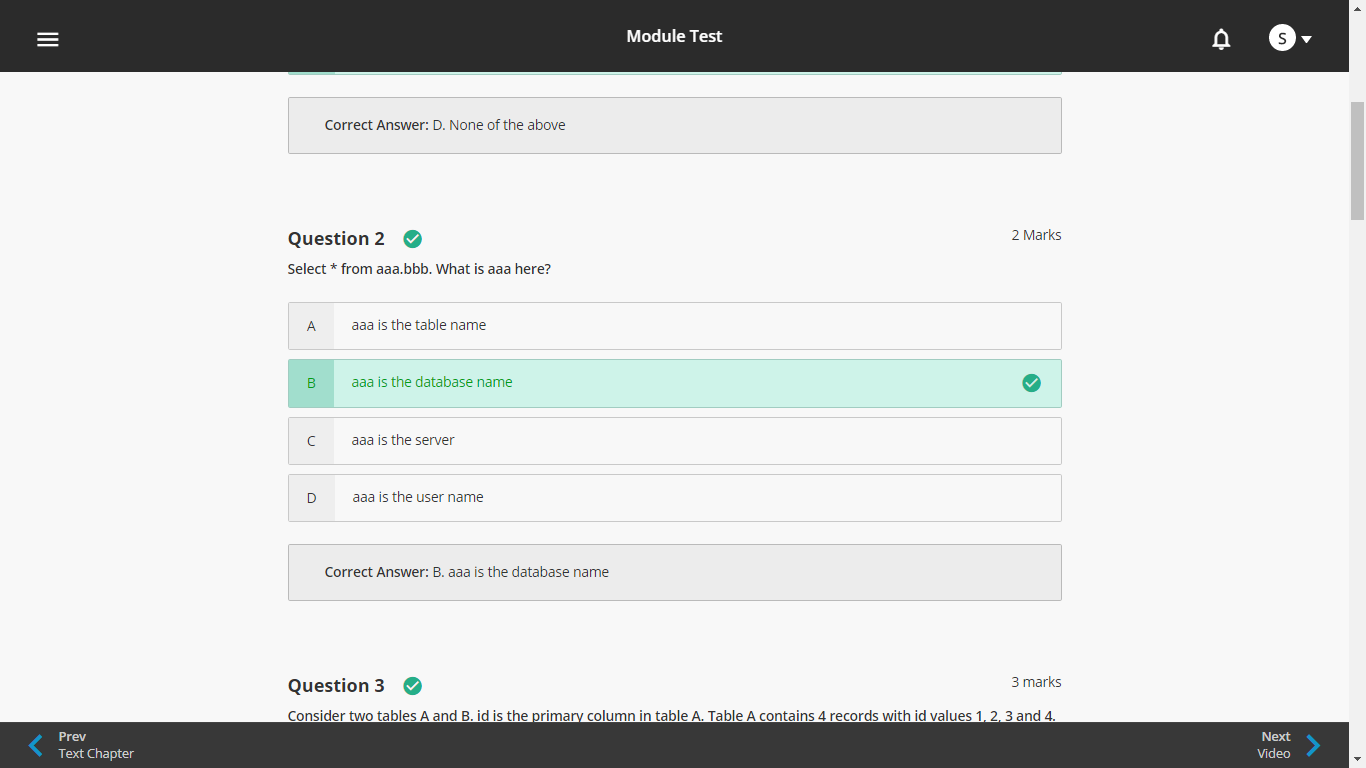 Module Test
S
Correct Answer: D. None of the above
Question 2
2 Marks
Select * from aaa.bbb. What is aaa here?
A aaa is the table name
B aaa is the database name
C aaa is the server
D aaa is the user name
Correct Answer: B. aaa is the database name
Question 3
3 marks
Consider two tables A and B. id is the primary column in table A. Table A contains 4 records with id values 1, 2, 3 and 4.
Prev
Text Chapter
Next
Video